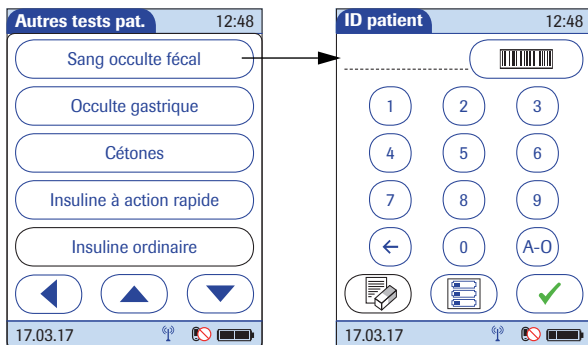 Autres tests pat. 12:48
Sang occulte fécal
Occulte gastrique
Cétones
Insuline à action rapide
Insuline ordinaire
17.03.17
ID patient 12:48
1 2 3
4 5 6
7 8 9
0 A-O
17.03.17